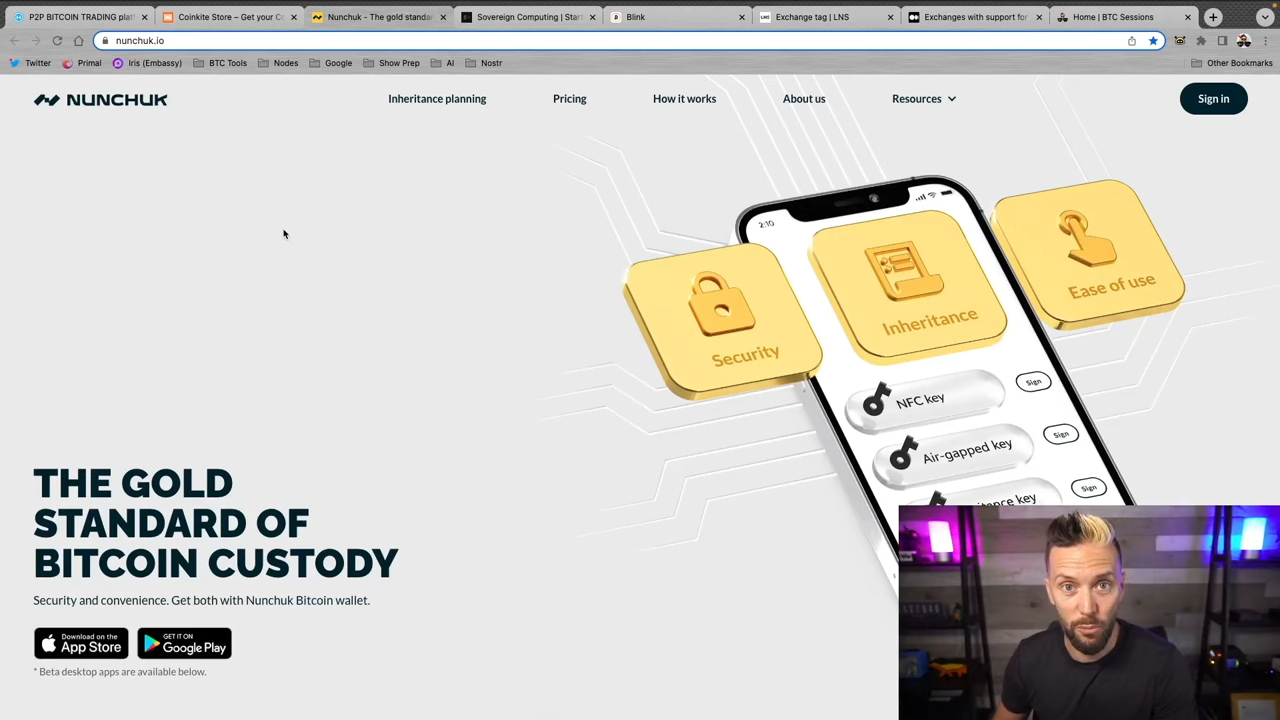 P2P BITCOIN TRADING plat
Coinkite Store – Get your Co
Nunchuk - The gold standar
Sovereign Computing | Start
Blink
Exchange tag | LNS
Exchanges with support for
Home | BTC Sessions
nunchuk.io
Twitter
Primal
Iris (Embassy)
BTC Tools
Nodes
Google
Show Prep
AI
Nostr
Other Bookmarks
NUNCHUK
Inheritance planning
Pricing
How it works
About us
Resources
Sign in
2:10
Security
Inheritance
Ease of use
NFC key
Sign
Air-gapped key
Sign
Sign
THE GOLD
STANDARD OF
BITCOIN CUSTODY
Security and convenience. Get both with Nunchuk Bitcoin wallet.
Download on the
App Store
GET IT ON
Google Play
* Beta desktop apps are available below.